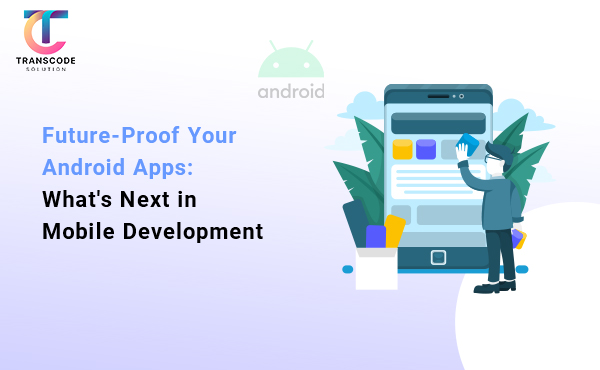 TRANSCODE
SOLUTION
android
Future-Proof Your
Android Apps:
What's Next in
Mobile Development